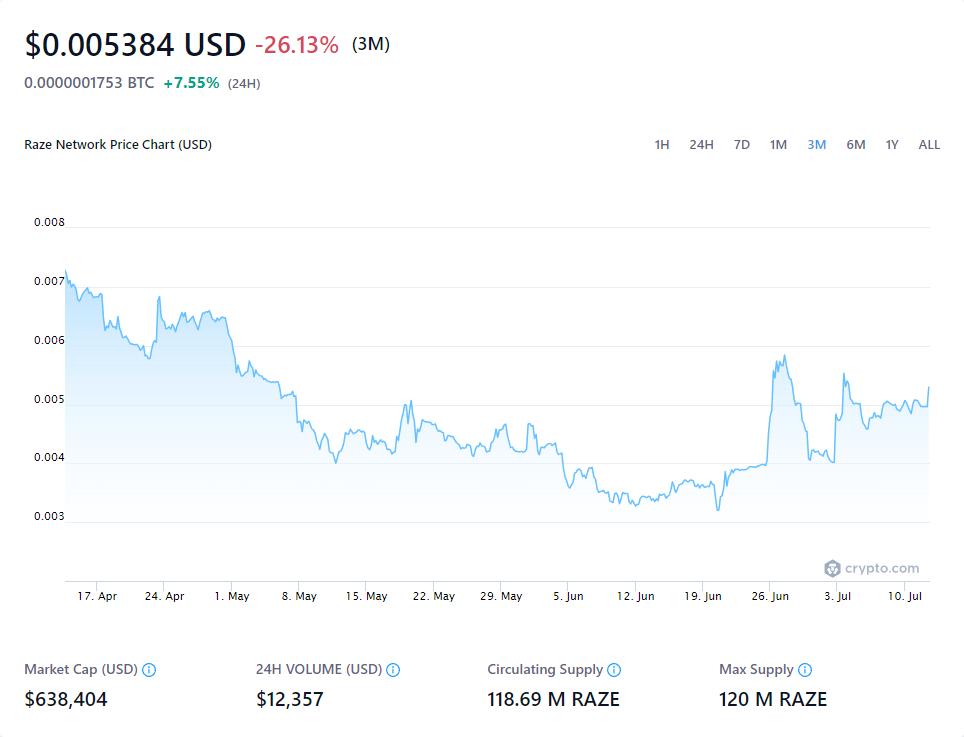 $0.005384 USD -26.13% (3M)
0.0000001753 BTC +7.55% (24H)
Raze Network Price Chart (USD) 1H 24H 7D 1M 3M 6M 1Y ALL
0.008
0.007
0.006
0.005
0.004
0.003
crypto.com
17. Apr 24. Apr 1. May 8. May 15. May 22. May 29. May 5. Jun 12. Jun 19. Jun 26. Jun 3. Jul 10. Jul
Market Cap (USD) 24H VOLUME (USD) Circulating Supply Max Supply
$638,404 $12,357 118.69 M RAZE 120 M RAZE